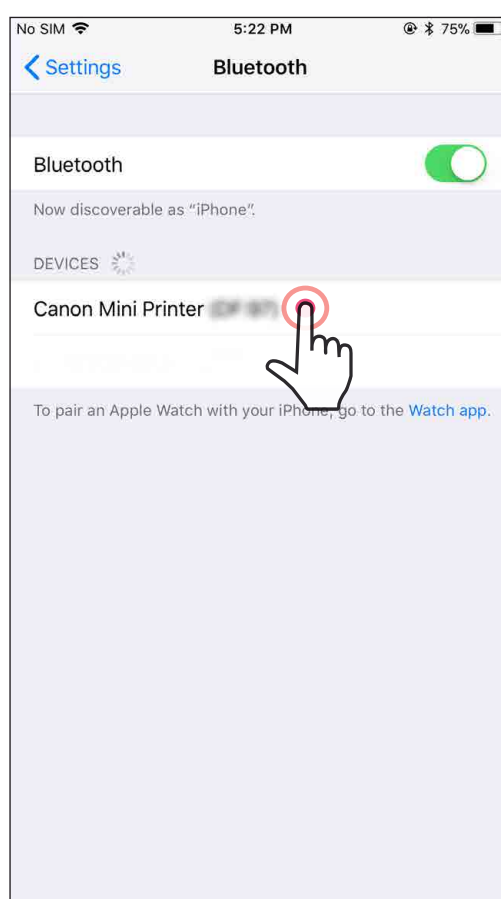 No SIM 5:22 PM 75%
Settings Bluetooth
Bluetooth
Now discoverable as “iPhone”.
DEVICES
Canon Mini Printer
To pair an Apple Watch with your iPhone, go to the Watch app.